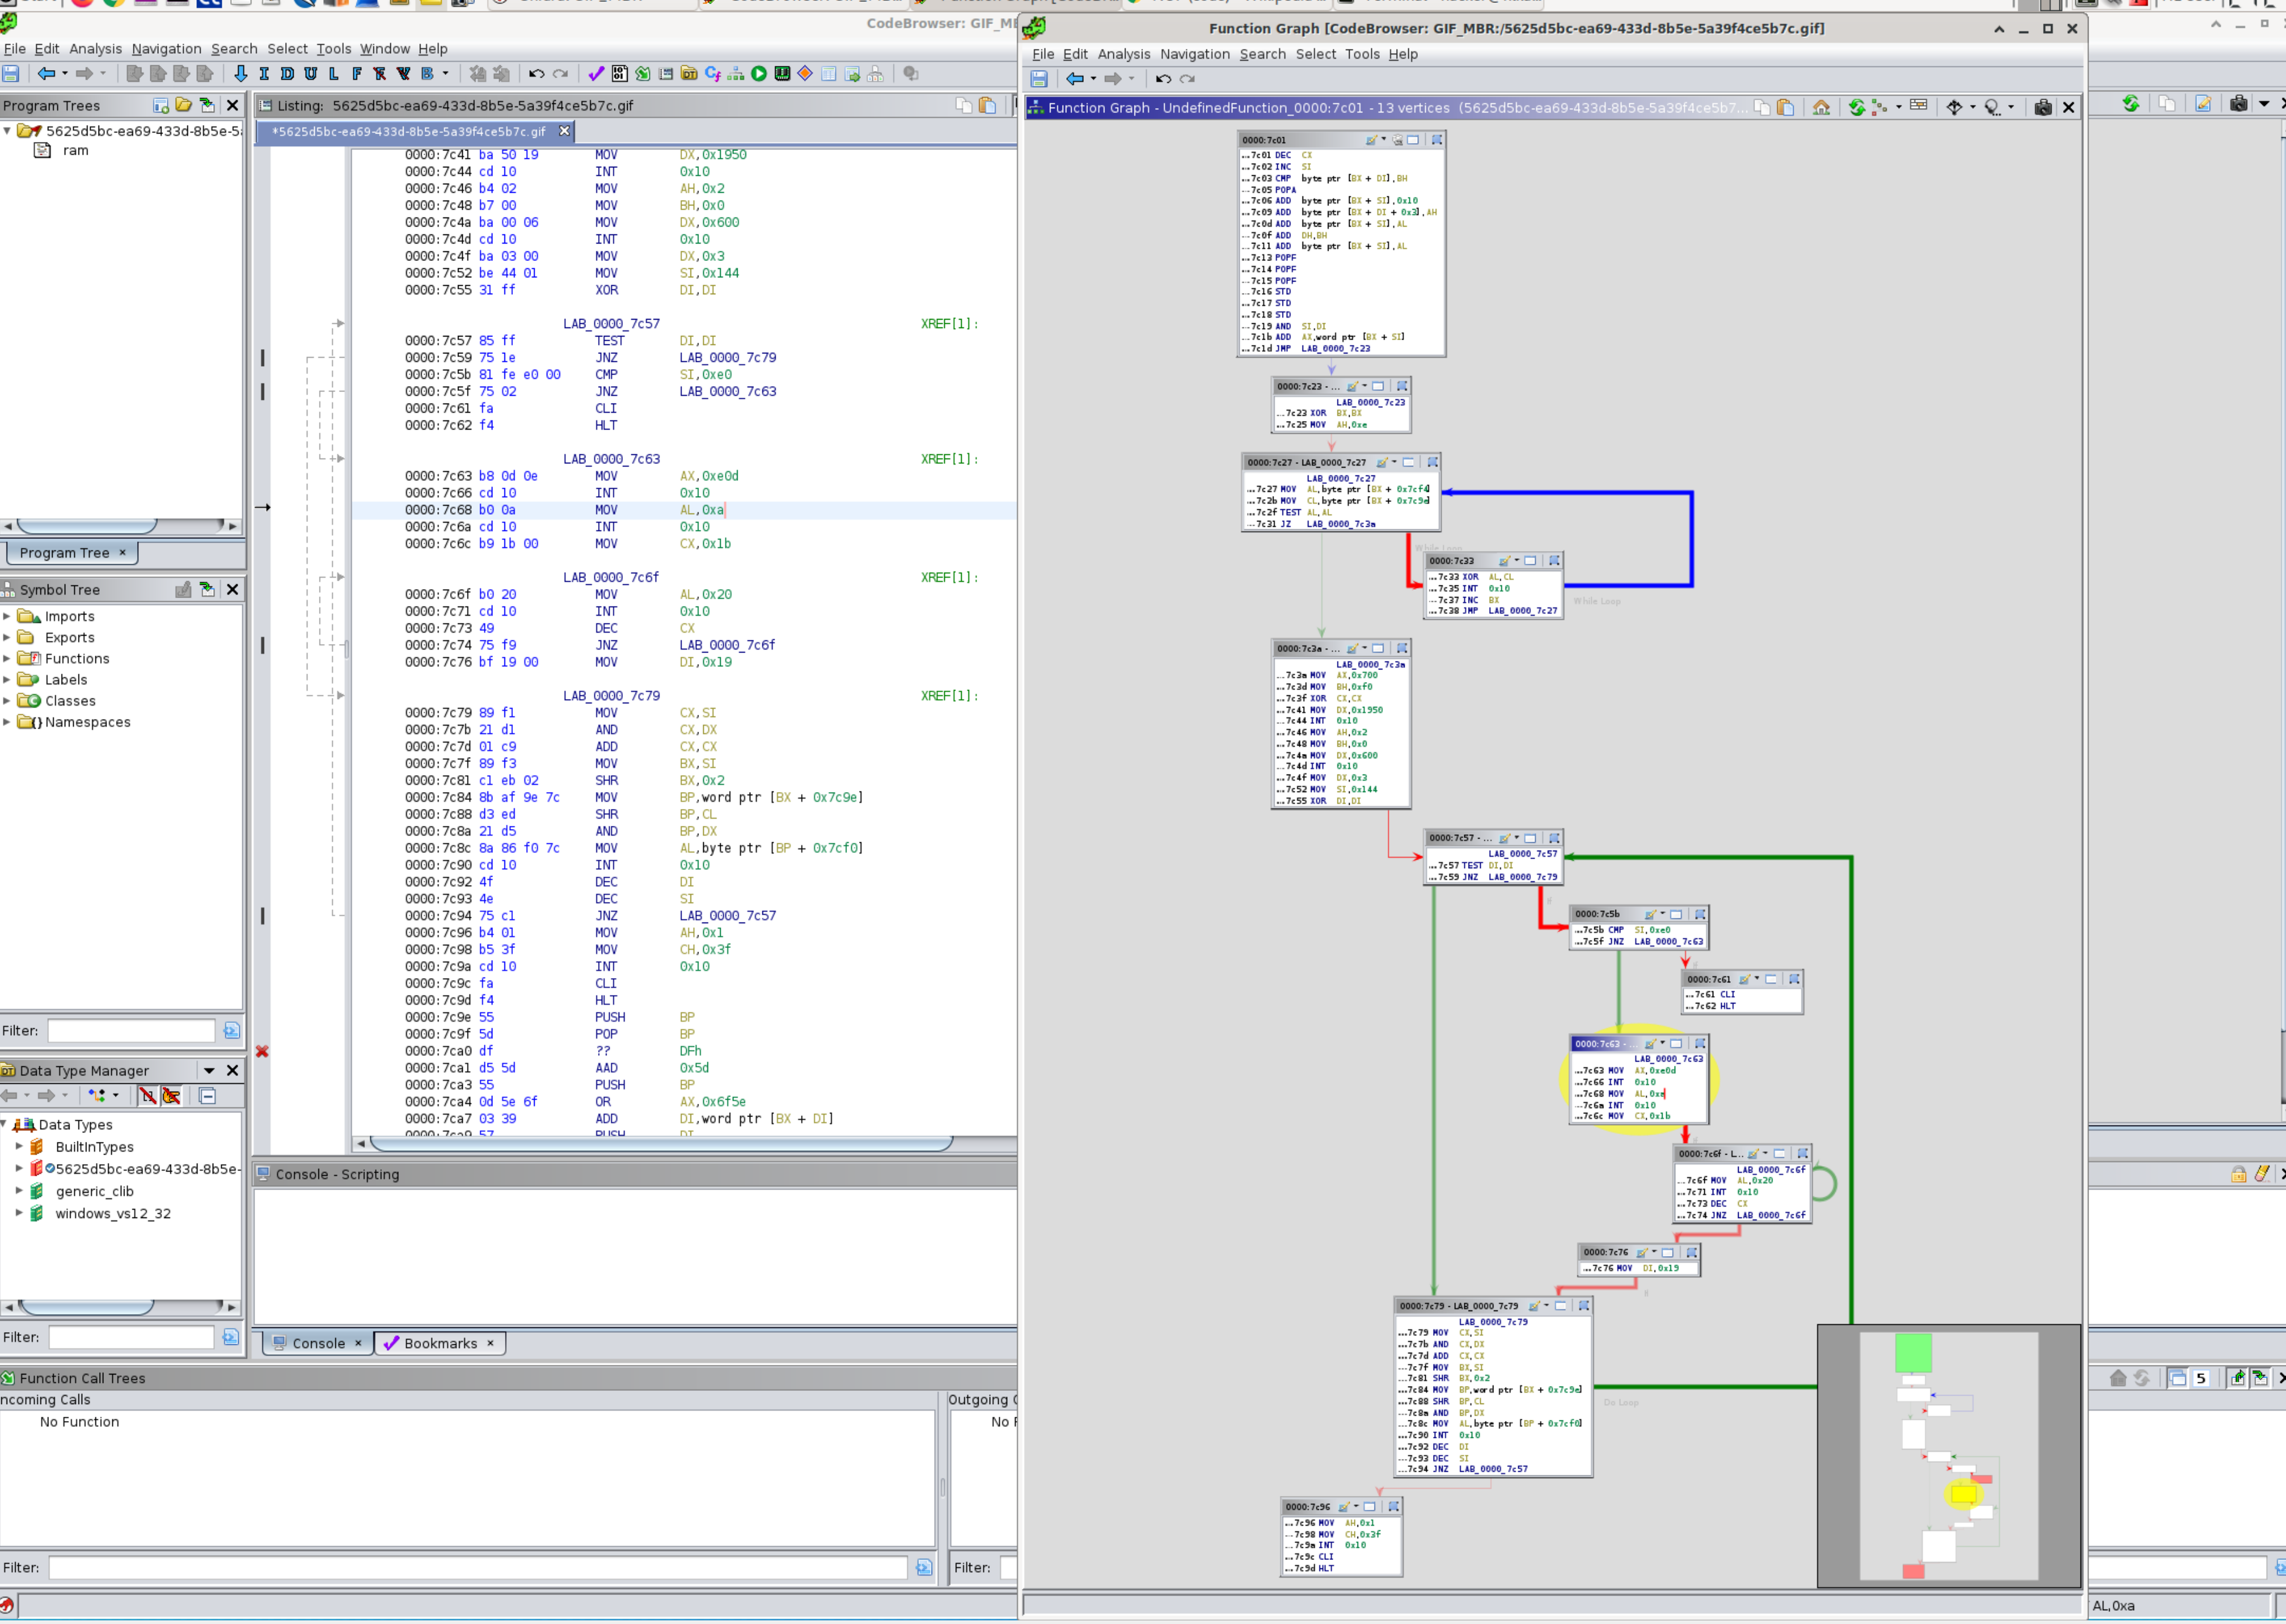 CodeBrowser: GIF_M
File Edit Analysis Navigation Search Select Tools Window Help
I D U L F
B
Program Trees
5625d5bc-ea69-433d-8b5e-5
ram
Program Tree ×
Symbol Tree
Imports
Exports
Functions
Labels
Classes
Namespaces
Filter:
Data Type Manager
Data Types
BuiltInTypes
5625d5bc-ea69-433d-8b5e-
generic_clib
windows_vs12_32
Filter:
Listing: 5625d5bc-ea69-433d-8b5e-5a39f4ce5b7c.gif
*5625d5bc-ea69-433d-8b5e-5a39f4ce5b7c.gif
0000:7c41 ba 50 19 MOV DX,0x1950
0000:7c44 cd 10 INT 0x10
0000:7c46 b4 02 MOV AH,0x2
0000:7c48 b7 00 MOV BH,0x0
0000:7c4a ba 00 06 MOV DX,0x600
0000:7c4d cd 10 INT 0x10
0000:7c4f ba 03 00 MOV DX,0x3
0000:7c52 be 44 01 MOV SI,0x144
0000:7c55 31 ff XOR DI,DI
LAB_0000_7c57 XREF[1]:
0000:7c57 85 ff TEST DI,DI
0000:7c59 75 1e JNZ LAB_0000_7c79
0000:7c5b 81 fe e0 00 CMP SI,0xe0
0000:7c5f 75 02 JNZ LAB_0000_7c63
0000:7c61 fa CLI
0000:7c62 f4 HLT
LAB_0000_7c63 XREF[1]:
0000:7c63 b8 0d 0e MOV AX,0xe0d
0000:7c66 cd 10 INT 0x10
0000:7c68 b0 0a MOV AL,0xa
0000:7c6a cd 10 INT 0x10
0000:7c6c b9 1b 00 MOV CX,0x1b
LAB_0000_7c6f XREF[1]:
0000:7c6f b0 20 MOV AL,0x20
0000:7c71 cd 10 INT 0x10
0000:7c73 49 DEC CX
0000:7c74 75 f9 JNZ LAB_0000_7c6f
0000:7c76 bf 19 00 MOV DI,0x19
LAB_0000_7c79 XREF[1]:
0000:7c79 89 f1 MOV CX,SI
0000:7c7b 21 d1 AND CX,DX
0000:7c7d 01 c9 ADD CX,CX
0000:7c7f 89 f3 MOV BX,SI
0000:7c81 c1 eb 02 SHR BX,0x2
0000:7c84 8b af 9e 7c MOV BP,word ptr [BX + 0x7c9e]
0000:7c88 d3 ed SHR BP,CL
0000:7c8a 21 d5 AND BP,DX
0000:7c8c 8a 86 f0 7c MOV AL,byte ptr [BP + 0x7cf0]
0000:7c90 cd 10 INT 0x10
0000:7c92 4f DEC DI
0000:7c93 4e DEC SI
0000:7c94 75 c1 JNZ LAB_0000_7c57
0000:7c96 b4 01 MOV AH,0x1
0000:7c98 b5 3f MOV CH,0x3f
0000:7c9a cd 10 INT 0x10
0000:7c9c fa CLI
0000:7c9d f4 HLT
0000:7c9e 55 PUSH BP
0000:7c9f 5d POP BP
0000:7ca0 df ?? DFh
0000:7ca1 d5 5d AAD 0x5d
0000:7ca3 55 PUSH BP
0000:7ca4 0d 5e 6f OR AX,0x6f5e
0000:7ca7 03 39 ADD DI,word ptr [BX + DI]
Console - Scripting
Console × Bookmarks ×
Function Call Trees
ncoming Calls
No Function
Outgoing
No
Filter:
Filter:
Function Graph [CodeBrowser: GIF_MBR:/5625d5bc-ea69-433d-8b5e-5a39f4ce5b7c.gif]
File Edit Analysis Navigation Search Select Tools Help
Function Graph - UndefinedFunction_0000:7c01 - 13 vertices (5625d5bc-ea69-433d-8b5e-5a39f4ce5b7...
0000:7c01
...7c01 DEC CX
...7c02 INC SI
...7c03 CMP byte ptr [BX + DI],BH
...7c05 POPA
...7c06 ADD byte ptr [BX + SI],0x10
...7c09 ADD byte ptr [BX + DI + 0x3],AH
...7c0d ADD byte ptr [BX + SI],AL
...7c0f ADD DH,BH
...7c11 ADD byte ptr [BX + SI],AL
...7c13 POPF
...7c14 POPF
...7c15 POPF
...7c16 STD
...7c17 STD
...7c18 STD
...7c19 AND SI,DI
...7c1b ADD AX,word ptr [BX + SI]
...7c1d JMP LAB_0000_7c23
0000:7c23 - ...
LAB_0000_7c23
...7c23 XOR BX,BX
...7c25 MOV AH,0xe
0000:7c27 - LAB_0000_7c27
LAB_0000_7c27
...7c27 MOV AL,byte ptr [BX + 0x7cf4]
...7c2b MOV CL,byte ptr [BX + 0x7c9e]
...7c2f TEST AL,AL
...7c31 JZ LAB_0000_7c3a
While Loop
0000:7c33
...7c33 XOR AL,CL
...7c35 INT 0x10
...7c37 INC BX
...7c38 JMP LAB_0000_7c27
While Loop
0000:7c3a - ...
LAB_0000_7c3a
...7c3a MOV AX,0x700
...7c3d MOV BH,0xf0
...7c3f XOR CX,CX
...7c41 MOV DX,0x1950
...7c44 INT 0x10
...7c46 MOV AH,0x2
...7c48 MOV BH,0x0
...7c4a MOV DX,0x600
...7c4d INT 0x10
...7c4f MOV DX,0x3
...7c52 MOV SI,0x144
...7c55 XOR DI,DI
0000:7c57 - ...
LAB_0000_7c57
...7c57 TEST DI,DI
...7c59 JNZ LAB_0000_7c79
0000:7c5b
...7c5b CMP SI,0xe0
...7c5f JNZ LAB_0000_7c63
0000:7c61
...7c61 CLI
...7c62 HLT
0000:7c63 - ...
LAB_0000_7c63
...7c63 MOV AX,0xe0d
...7c66 INT 0x10
...7c68 MOV AL,0xa
...7c6a INT 0x10
...7c6c MOV CX,0x1b
0000:7c6f - L...
LAB_0000_7c6f
...7c6f MOV AL,0x20
...7c71 INT 0x10
...7c73 DEC CX
...7c74 JNZ LAB_0000_7c6f
0000:7c76
...7c76 MOV DI,0x19
0000:7c79 - LAB_0000_7c79
LAB_0000_7c79
...7c79 MOV CX,SI
...7c7b AND CX,DX
...7c7d ADD CX,CX
...7c7f MOV BX,SI
...7c81 SHR BX,0x2
...7c84 MOV BP,word ptr [BX + 0x7c9e]
...7c88 SHR BP,CL
...7c8a AND BP,DX
...7c8c MOV AL,byte ptr [BP + 0x7cf0]
...7c90 INT 0x10
...7c92 DEC DI
...7c93 DEC SI
...7c94 JNZ LAB_0000_7c57
Do Loop
0000:7c96
...7c96 MOV AH,0x1
...7c98 MOV CH,0x3f
...7c9a INT 0x10
...7c9c CLI
...7c9d HLT
5
AL,0xa